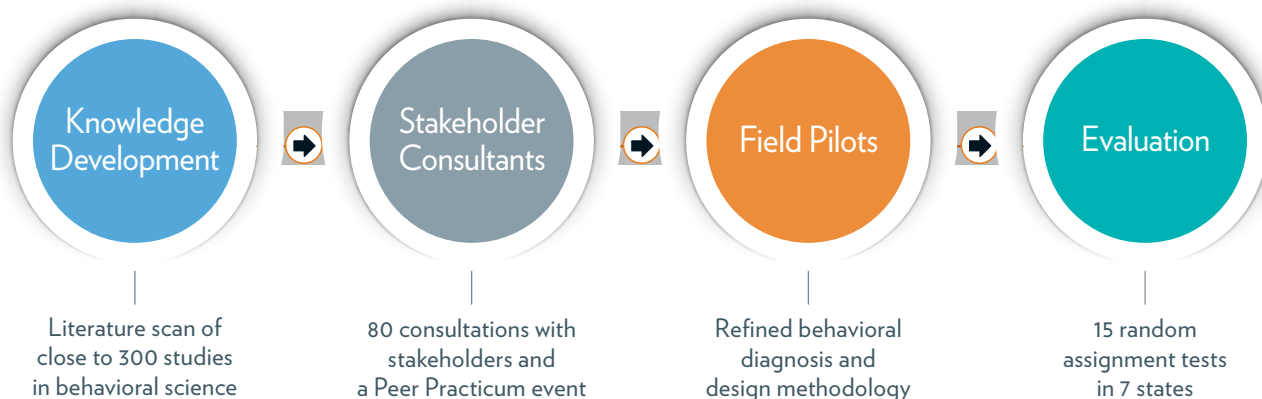 Knowledge
Development
Stakeholder
Consultants
Field Pilots
Evaluation
Literature scan of
close to 300 studies
in behavioral science
80 consultations with
stakeholders and
a Peer Practicum event
Refined behavioral
diagnosis and
design methodology
15 random
assignment tests
in 7 states